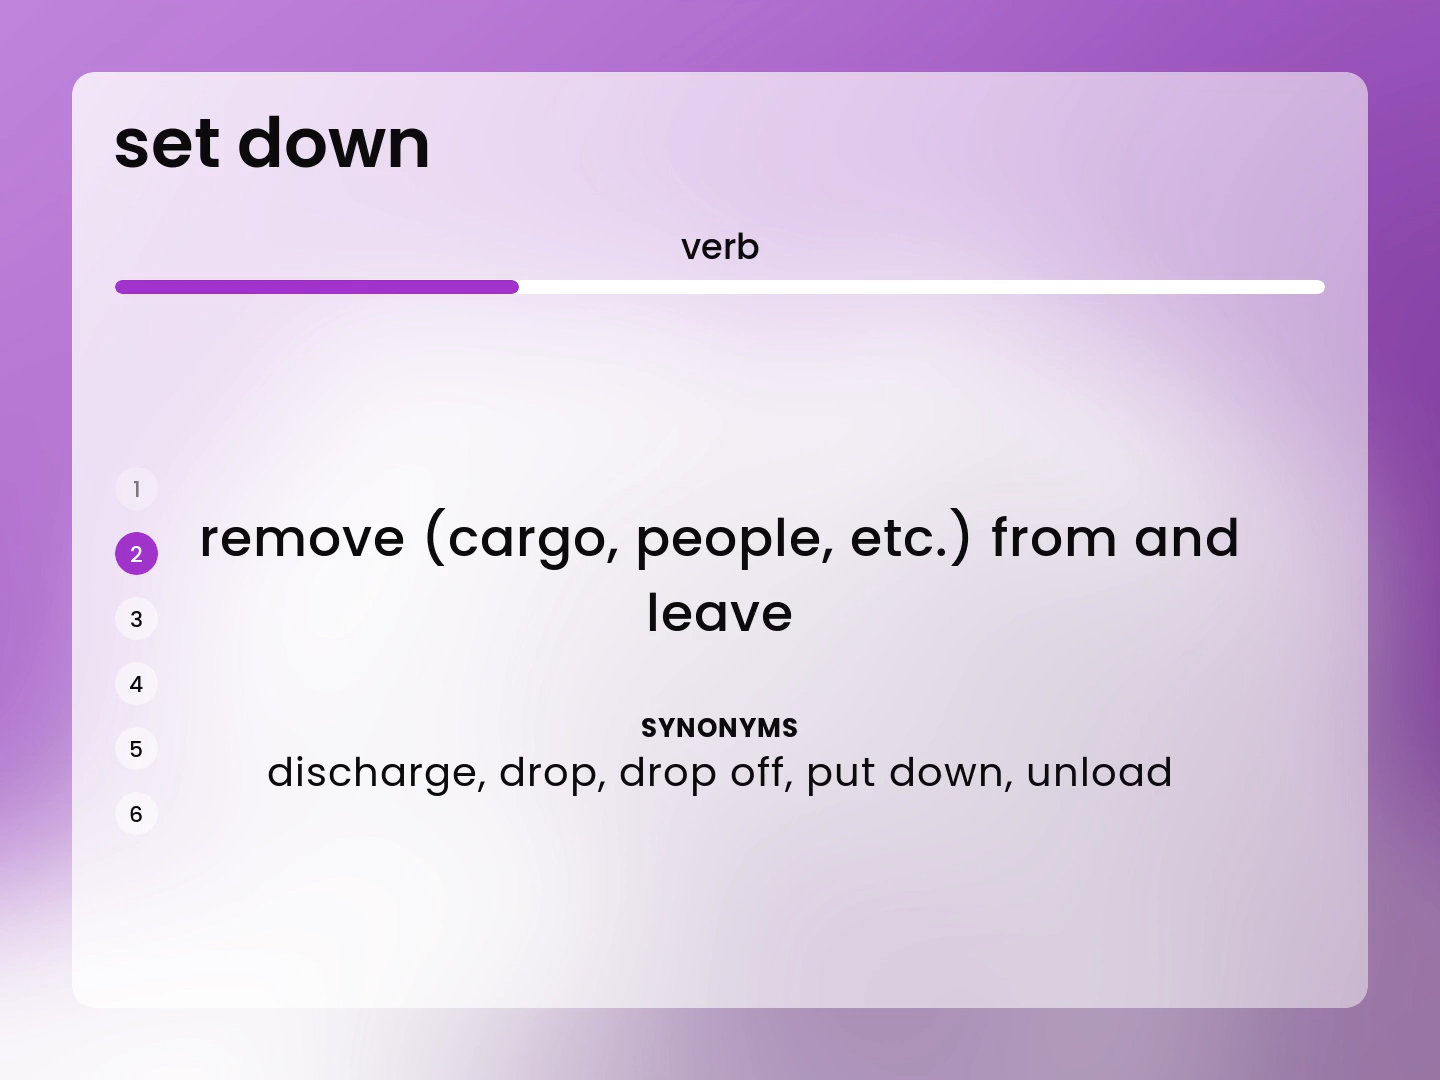 set down
verb
1
2
3
4
5
6
remove (cargo, people, etc.) from and
leave
SYNONYMS
discharge, drop, drop off, put down, unload